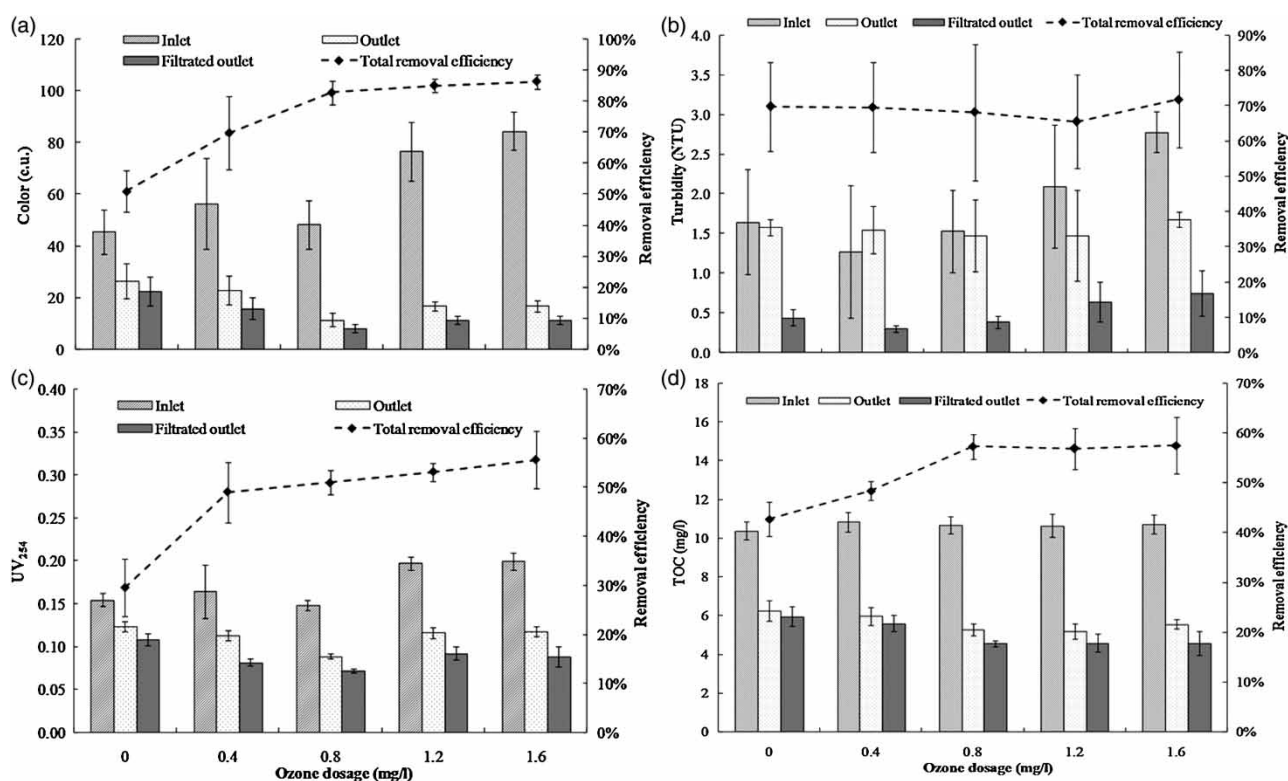 (a)
Inlet
Outlet
Filtrated outlet
Total removal efficiency
Color (c.u.)
120
100
80
60
40
20
0
Removal efficiency
100%
90%
80%
70%
60%
50%
40%
30%
20%
10%
0%
(b)
Inlet
Outlet
Filtrated outlet
Total removal efficiency
Turbidity (NTU)
4.0
3.5
3.0
2.5
2.0
1.5
1.0
0.5
0.0
Removal efficiency
90%
80%
70%
60%
50%
40%
30%
20%
10%
0%
(c)
Inlet
Outlet
Filtrated outlet
Total removal efficiency
UV254
0.40
0.35
0.30
0.25
0.20
0.15
0.10
0.05
0.00
Removal efficiency
70%
60%
50%
40%
30%
20%
10%
0%
0 0.4 0.8 1.2 1.6
Ozone dosage (mg/l)
(d)
Inlet
Outlet
Filtrated outlet
Total removal efficiency
TOC (mg/l)
18
16
14
12
10
8
6
4
2
0
Removal efficiency
70%
60%
50%
40%
30%
20%
10%
0%
0 0.4 0.8 1.2 1.6
Ozone dosage (mg/l)